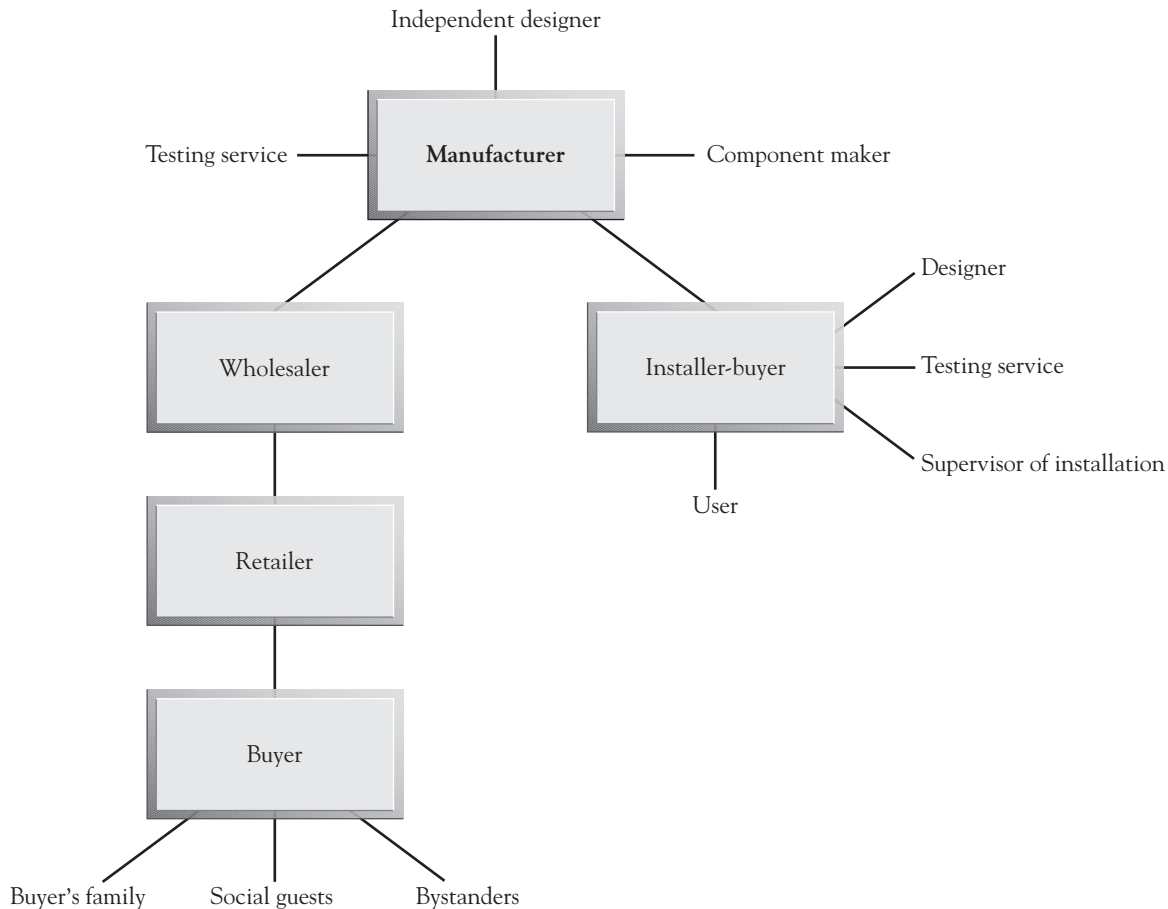 Independent designer
Testing service
Manufacturer
Component maker
Designer
Wholesaler
Installer-buyer
Testing service
Supervisor of installation
User
Retailer
Buyer
Buyer’s family
Social guests
Bystanders